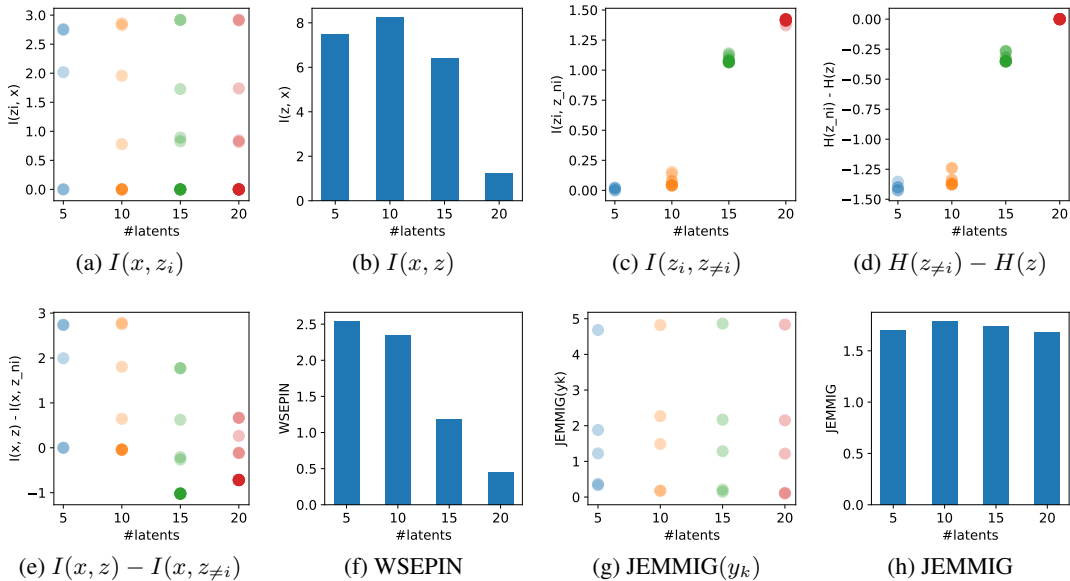 I(zi, x)
3.0
2.5
2.0
1.5
1.0
0.5
0.0
5 10 15 20
#latents
(a) I(x, z_i)
I(z, x)
8
6
4
2
0
5 10 15 20
#latents
(b) I(x, z)
I(zi, z_ni)
1.50
1.25
1.00
0.75
0.50
0.25
0.00
5 10 15 20
#latents
(c) I(z_i, z_{≠i})
H(z_ni) - H(z)
0.00
−0.25
−0.50
−0.75
−1.00
−1.25
−1.50
5 10 15 20
#latents
(d) H(z_{≠i}) − H(z)
I(x, z) - I(x, z_ni)
3
2
1
0
−1
5 10 15 20
#latents
(e) I(x, z) − I(x, z_{≠i})
WSEPIN
2.5
2.0
1.5
1.0
0.5
0.0
5 10 15 20
#latents
(f) WSEPIN
JEMMIG(yk)
5
4
3
2
1
0
5 10 15 20
#latents
(g) JEMMIG(y_k)
JEMMIG
1.5
1.0
0.5
0.0
5 10 15 20
#latents
(h) JEMMIG